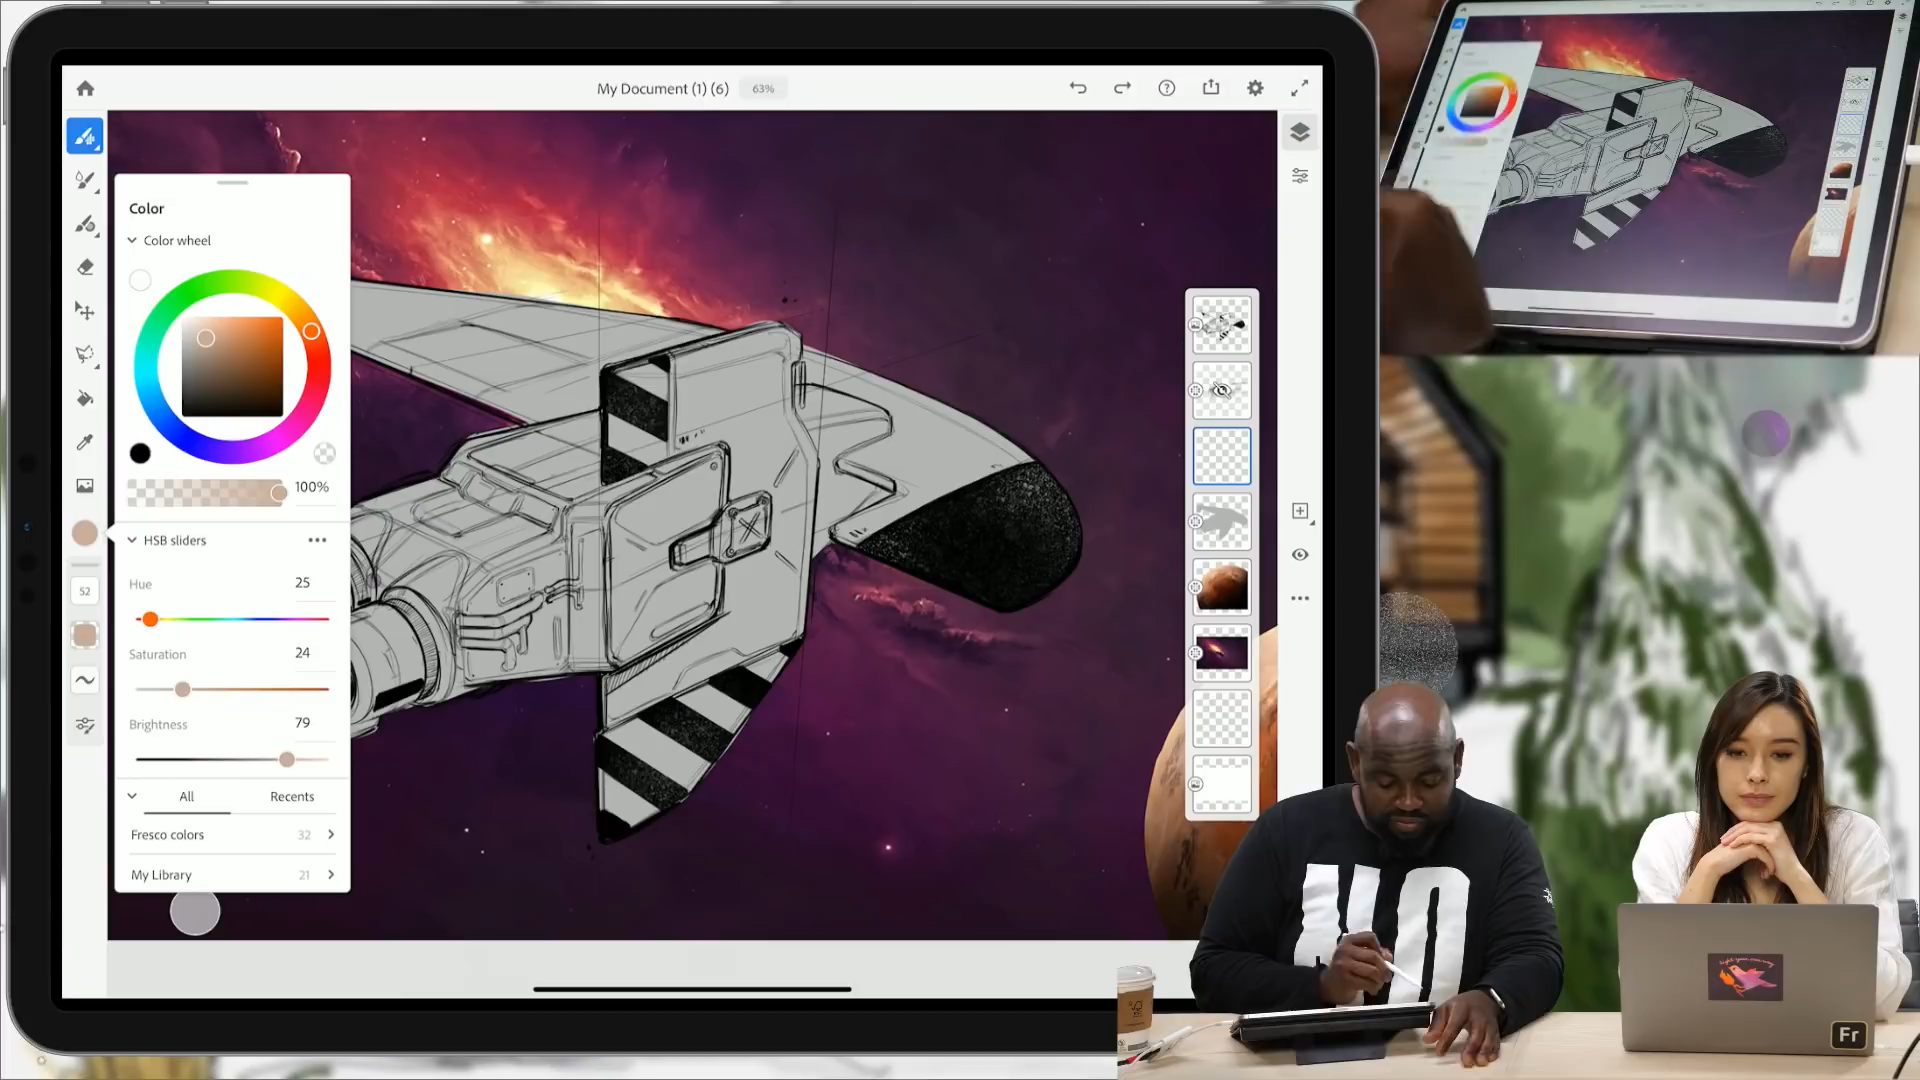 My Document (1) (6) 63%
Color
Color wheel
100%
HSB sliders
Hue 25
Saturation 24
Brightness 79
52
All Recents
Fresco colors 32
My Library 21
Fr